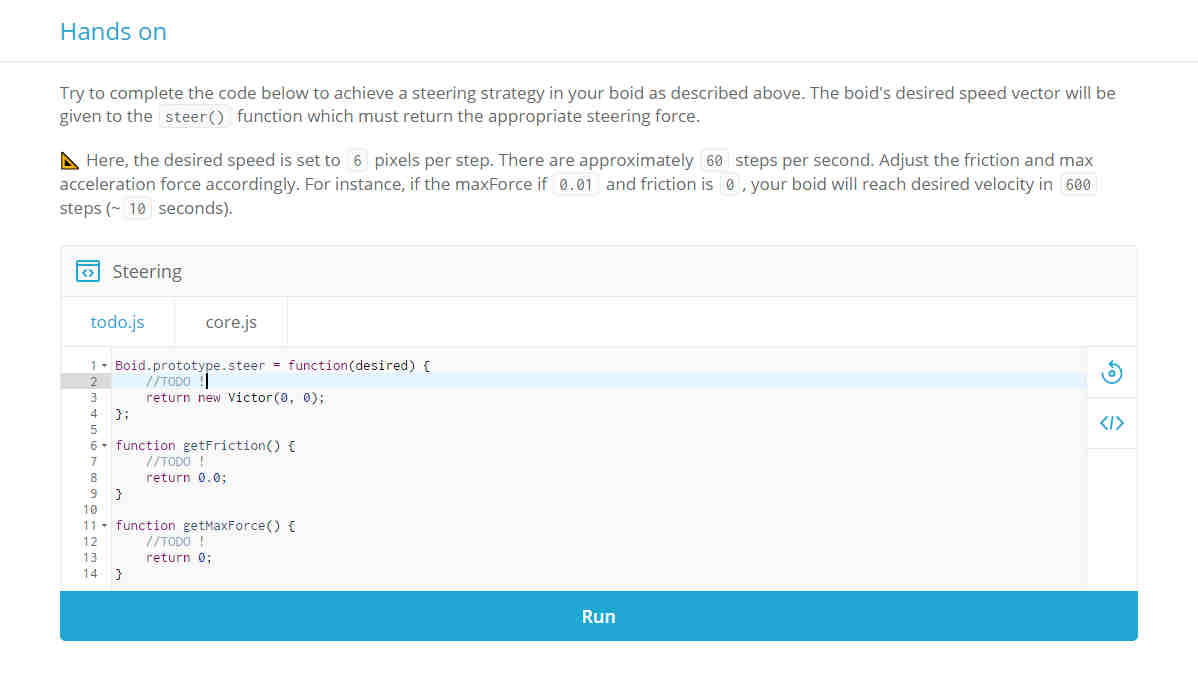 Hands on
Try to complete the code below to achieve a steering strategy in your boid as described above. The boid's desired speed vector will be
given to the steer() function which must return the appropriate steering force.
Here, the desired speed is set to 6 pixels per step. There are approximately 60 steps per second. Adjust the friction and max
acceleration force accordingly. For instance, if the maxForce if 0.01 and friction is 0, your boid will reach desired velocity in 600
steps (~ 10 seconds).
Steering
todo.js core.js
1 Boid.prototype.steer = function(desired) {
2 //TODO !
3 return new Victor(0, 0);
4 };
5
6 function getFriction() {
7 //TODO !
8 return 0.0;
9 }
10
11 function getMaxForce() {
12 //TODO !
13 return 0;
14 }
Run